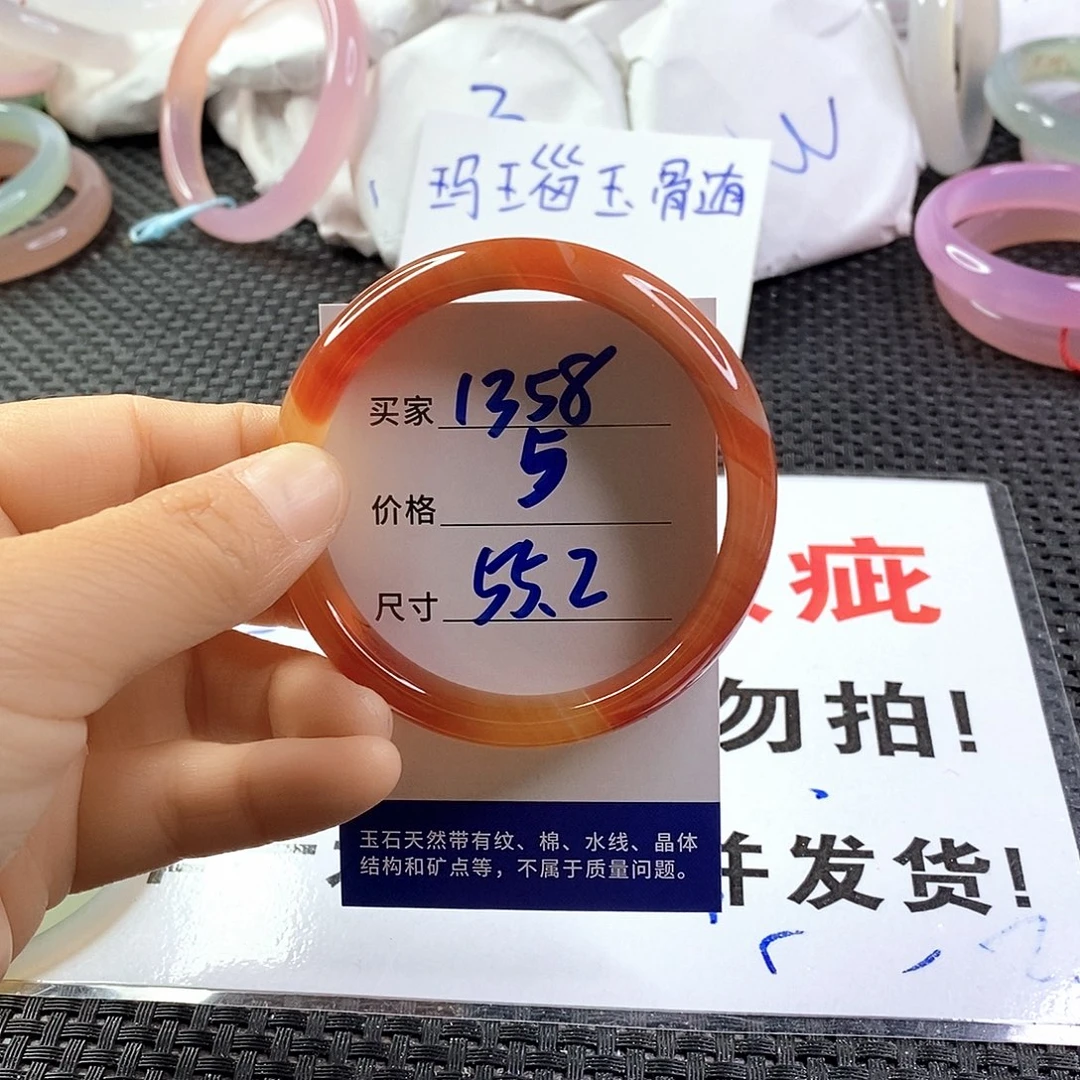 玛瑙玉骨髓
买家 1358
价格 5
尺寸 55.2
玉石天然带有纹、棉、水线、晶体
结构和矿点等，不属于质量问题。
疵
勿拍!
并发货!